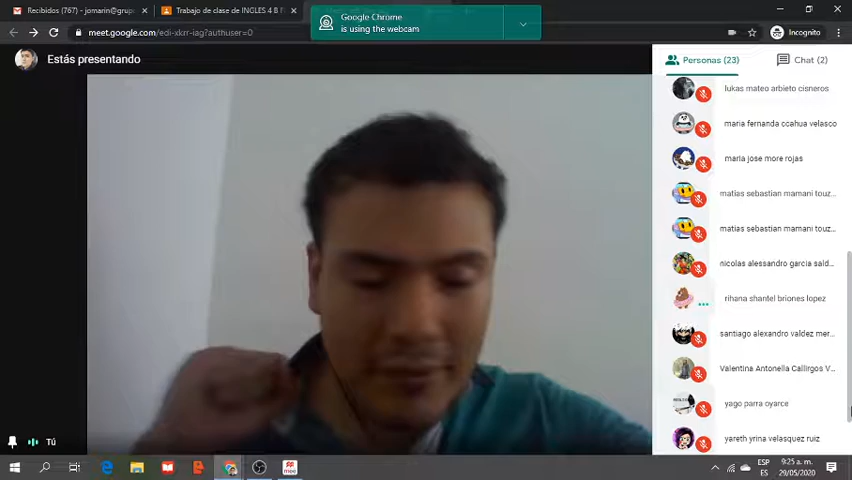 Recibidos (767) - jomarin@grup
Trabajo de clase de INGLES 4 B F
Google Chrome
is using the webcam
meet.google.com/edi-xkrr-iag?authuser=0
Incognito
Estás presentando
Personas (23)
Chat (2)
lukas mateo arbieto cisneros
maria fernanda ccahua velasco
maria jose more rojas
matias sebastian mamani touz...
matias sebastian mamani touz...
nicolas alessandro garcia sald...
rihana shantel briones lopez
santiago alexandro valdez mer...
Valentina Antonella Callirgos V...
yago parra oyarce
yareth yrina velasquez ruiz
Tú
ESP
ES
9:25 a. m.
29/05/2020